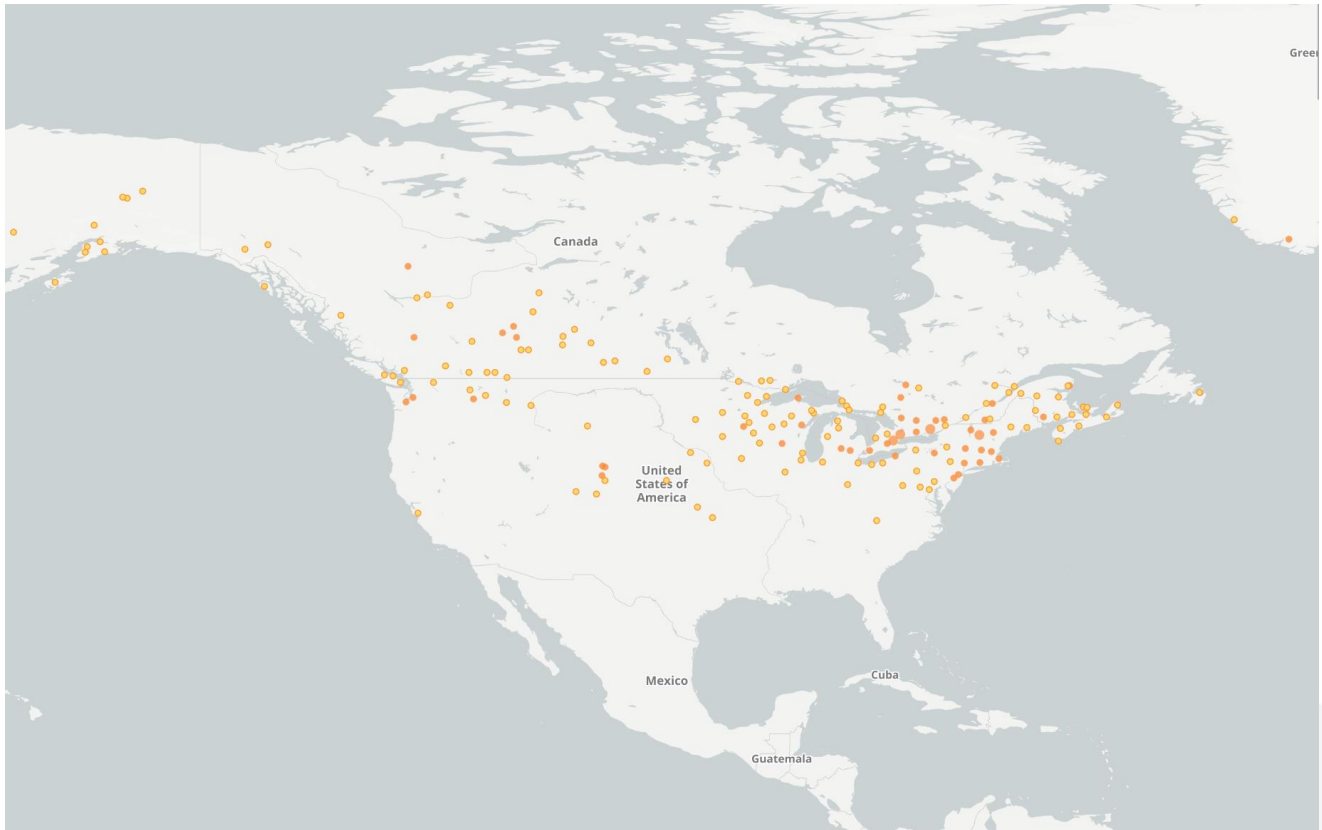 Green
Canada
United
States of
America
Mexico
Cuba
Guatemala